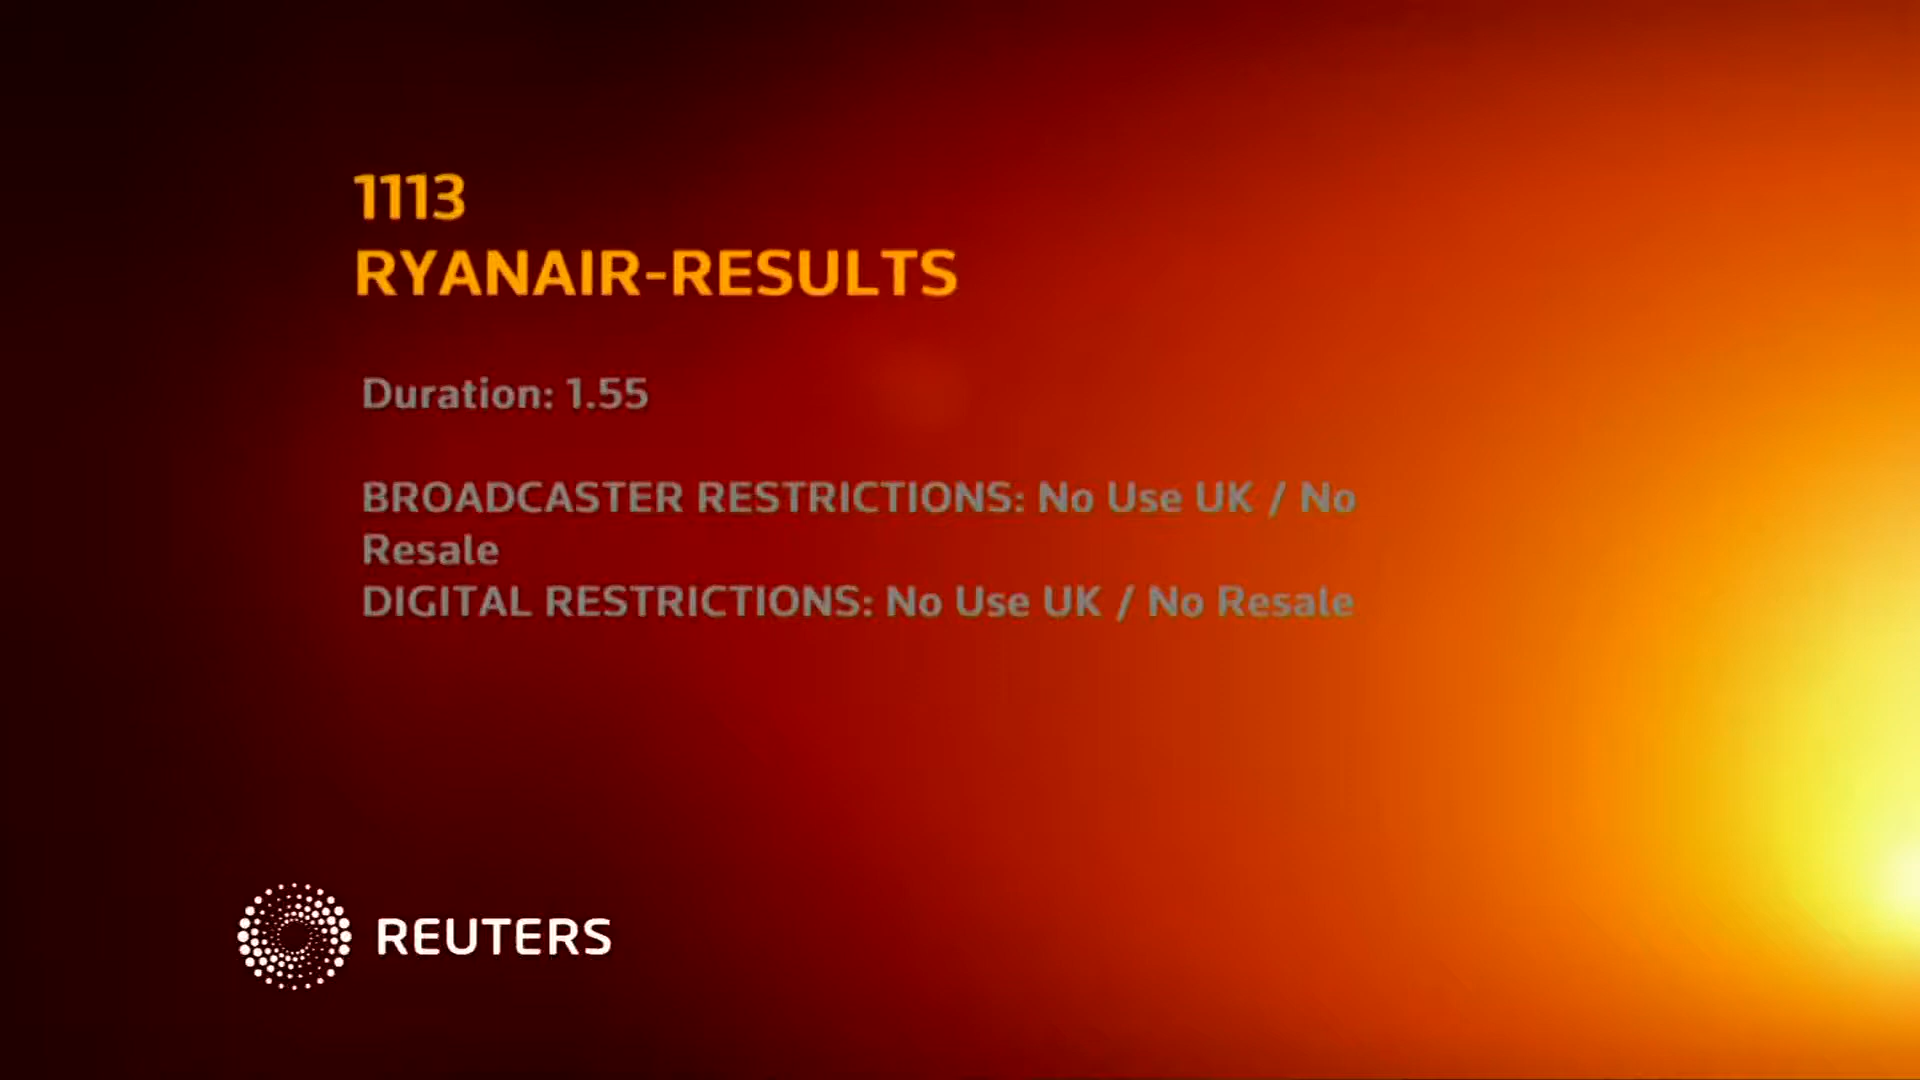 1113
RYANAIR-RESULTS
Duration: 1.55
BROADCASTER RESTRICTIONS: No Use UK / No
Resale
DIGITAL RESTRICTIONS: No Use UK / No Resale
REUTERS